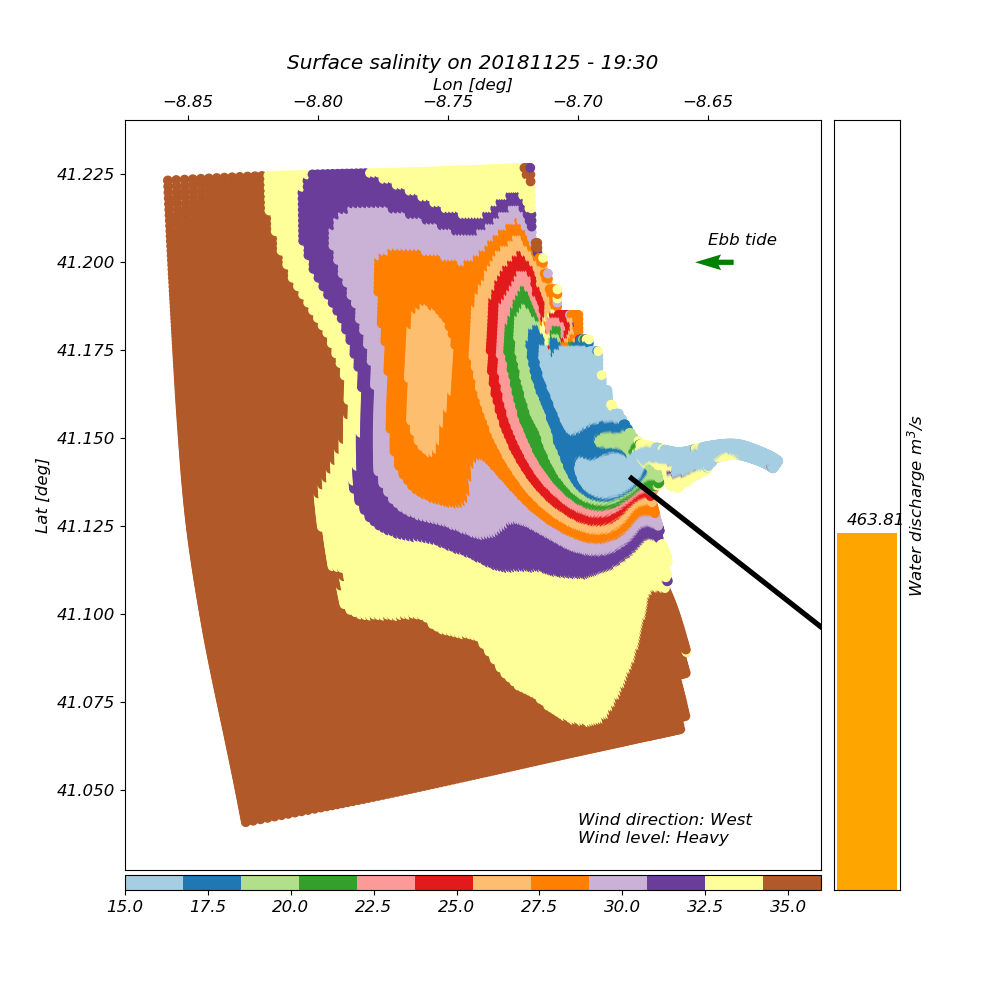 Surface salinity on 20181125 - 19:30
Lon [deg]
−8.85 −8.80 −8.75 −8.70 −8.65
41.225
41.200
41.175
41.150
41.125
41.100
41.075
41.050
Lat [deg]
Ebb tide
Wind direction: West
Wind level: Heavy
463.81
Water discharge m³/s
15.0 17.5 20.0 22.5 25.0 27.5 30.0 32.5 35.0